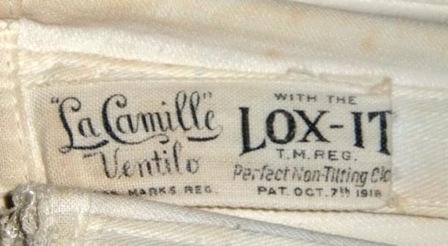 "La Camille"
Ventilo
MARKS REG.
WITH THE
LOX-IT
T.M.REG.
Perfect Non-Tilting
PAT. OCT. 7th 1918